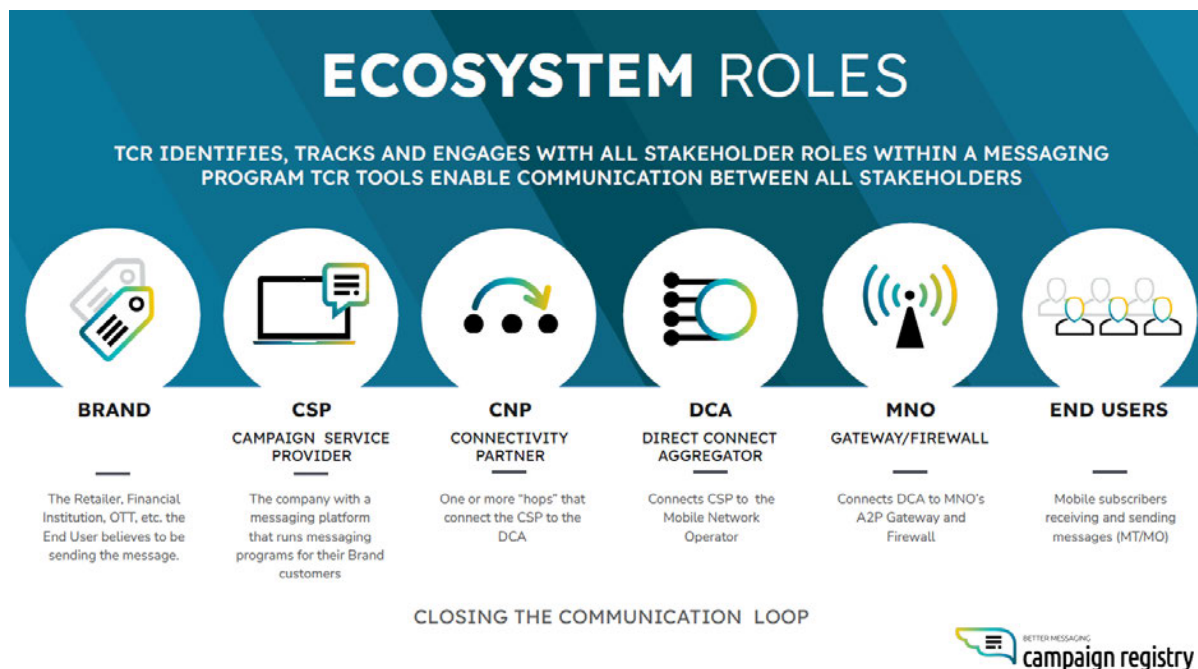 ECOSYSTEM ROLES
TCR IDENTIFIES, TRACKS AND ENGAGES WITH ALL STAKEHOLDER ROLES WITHIN A MESSAGING
PROGRAM TCR TOOLS ENABLE COMMUNICATION BETWEEN ALL STAKEHOLDERS
BRAND
The Retailer, Financial
Institution, OTT, etc. the
End User believes to be
sending the message.
CSP
CAMPAIGN SERVICE
PROVIDER
The company with a
messaging platform
that runs messaging
programs for their Brand
customers
CNP
CONNECTIVITY
PARTNER
One or more "hops" that
connect the CSP to the
DCA
DCA
DIRECT CONNECT
AGGREGATOR
Connects CSP to the
Mobile Network
Operator
MNO
GATEWAY/FIREWALL
Connects DCA to MNO's
A2P Gateway and
Firewall
END USERS
Mobile subscribers
receiving and sending
messages (MT/MO)
CLOSING THE COMMUNICATION LOOP
BETTER MESSAGING
campaign registry